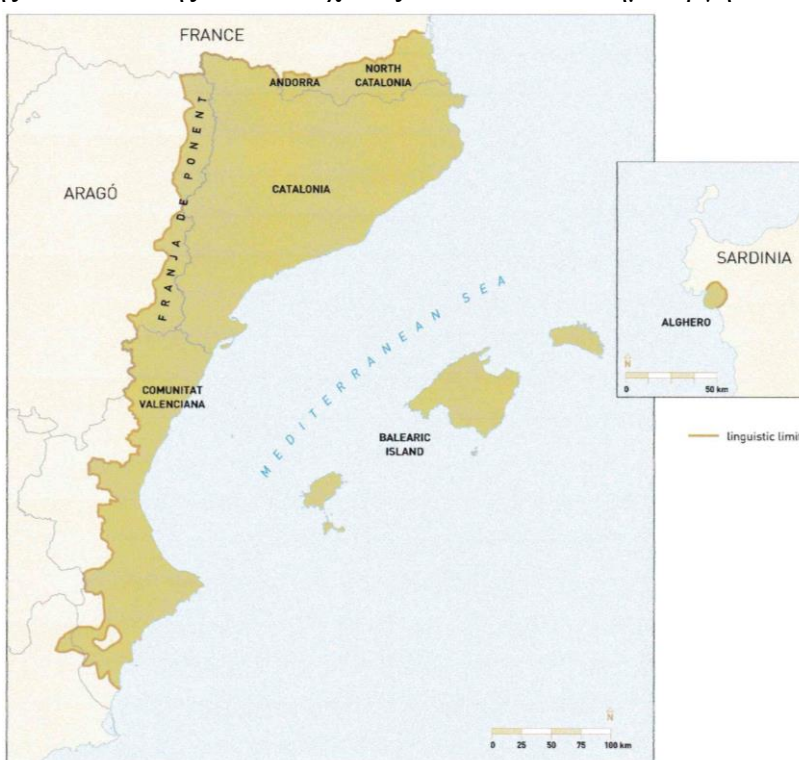 FRANCE
ANDORRA
NORTH
CATALONIA
FRANJA DE PONENT
ARAGÓ
CATALONIA
SARDINIA
ALGHERO
N
0 50 km
MEDITERRANEAN SEA
COMUNITAT
VALENCIANA
BALEARIC
ISLAND
linguistic
N
0 25 50 75 100 km